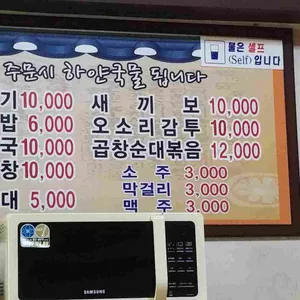 물은 셀프
(Self) 입니다
주문시 하얀국물 됩니다
기 10,000 새끼보 10,000
밥 6,000 오소리감투 10,000
국 10,000 곱창순대볶음 12,000
창 10,000 소주 3,000
막걸리 3,000
대 5,000 맥주 3,000
SAMSUNG